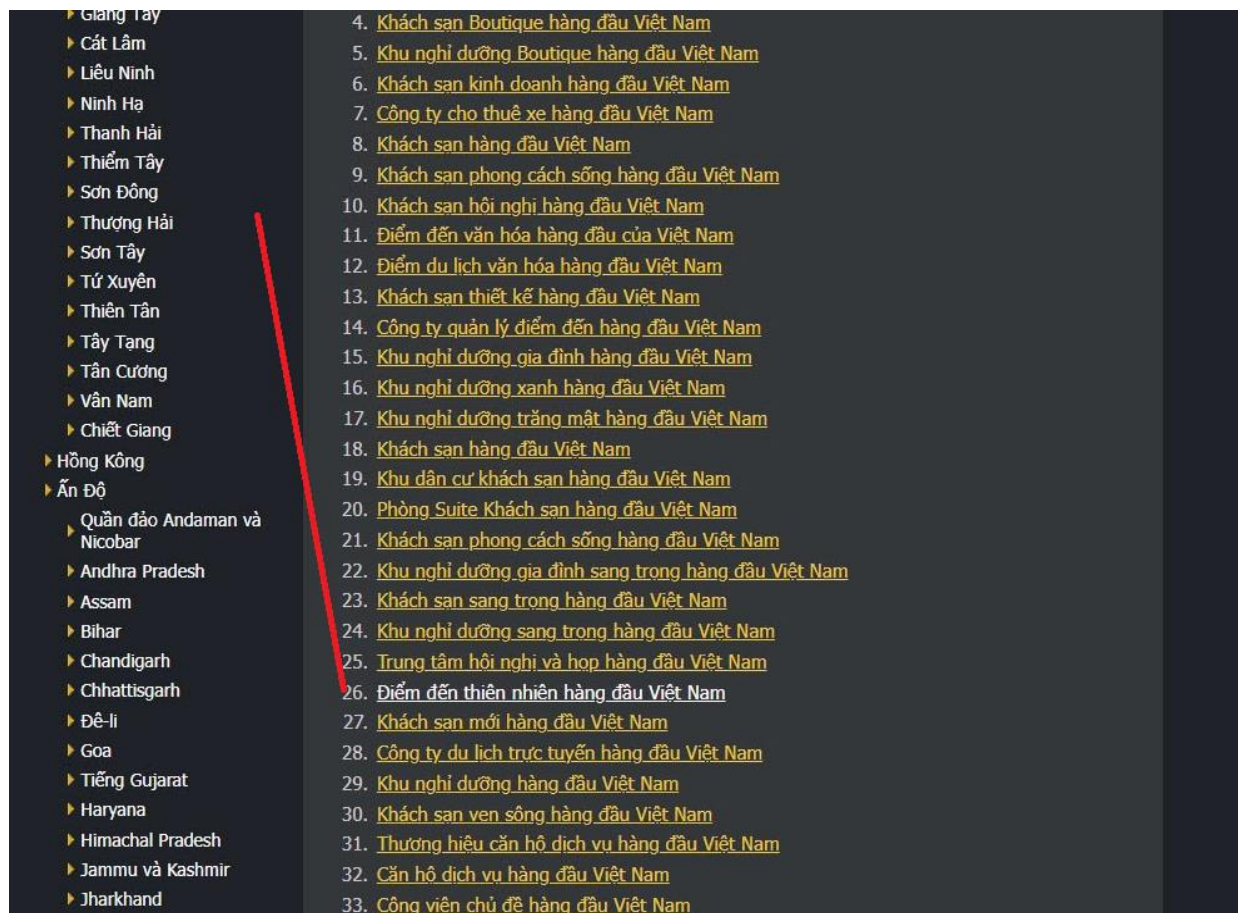 Giang Tây
Cát Lâm
Liêu Ninh
Ninh Hạ
Thanh Hải
Thiểm Tây
Sơn Đông
Thượng Hải
Sơn Tây
Tứ Xuyên
Thiên Tân
Tây Tạng
Tân Cương
Vân Nam
Chiết Giang
Hồng Kông
Ấn Độ
Quần đảo Andaman và
Nicobar
Andhra Pradesh
Assam
Bihar
Chandigarh
Chhattisgarh
Đê-li
Goa
Tiếng Gujarat
Haryana
Himachal Pradesh
Jammu và Kashmir
Jharkhand
4. Khách sạn Boutique hàng đầu Việt Nam
5. Khu nghỉ dưỡng Boutique hàng đầu Việt Nam
6. Khách sạn kinh doanh hàng đầu Việt Nam
7. Công ty cho thuê xe hàng đầu Việt Nam
8. Khách sạn hàng đầu Việt Nam
9. Khách sạn phong cách sống hàng đầu Việt Nam
10. Khách sạn hội nghị hàng đầu Việt Nam
11. Điểm đến văn hóa hàng đầu của Việt Nam
12. Điểm du lịch văn hóa hàng đầu Việt Nam
13. Khách sạn thiết kế hàng đầu Việt Nam
14. Công ty quản lý điểm đến hàng đầu Việt Nam
15. Khu nghỉ dưỡng gia đình hàng đầu Việt Nam
16. Khu nghỉ dưỡng xanh hàng đầu Việt Nam
17. Khu nghỉ dưỡng trăng mật hàng đầu Việt Nam
18. Khách sạn hàng đầu Việt Nam
19. Khu dân cư khách sạn hàng đầu Việt Nam
20. Phòng Suite Khách sạn hàng đầu Việt Nam
21. Khách sạn phong cách sống hàng đầu Việt Nam
22. Khu nghỉ dưỡng gia đình sang trọng hàng đầu Việt Nam
23. Khách sạn sang trọng hàng đầu Việt Nam
24. Khu nghỉ dưỡng sang trọng hàng đầu Việt Nam
25. Trung tâm hội nghị và họp hàng đầu Việt Nam
26. Điểm đến thiên nhiên hàng đầu Việt Nam
27. Khách sạn mới hàng đầu Việt Nam
28. Công ty du lịch trực tuyến hàng đầu Việt Nam
29. Khu nghỉ dưỡng hàng đầu Việt Nam
30. Khách sạn ven sông hàng đầu Việt Nam
31. Thương hiệu căn hộ dịch vụ hàng đầu Việt Nam
32. Căn hộ dịch vụ hàng đầu Việt Nam
33. Công viên chủ đề hàng đầu Việt Nam